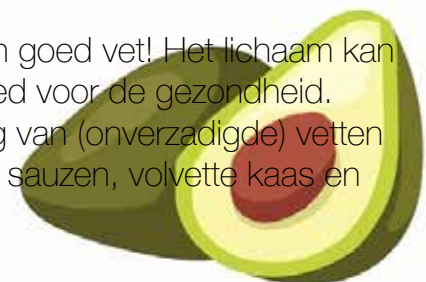 n goed vet! Het lichaam kan
ed voor de gezondheid.
g van (onverzadigde) vetten
sauzen, volvette kaas en